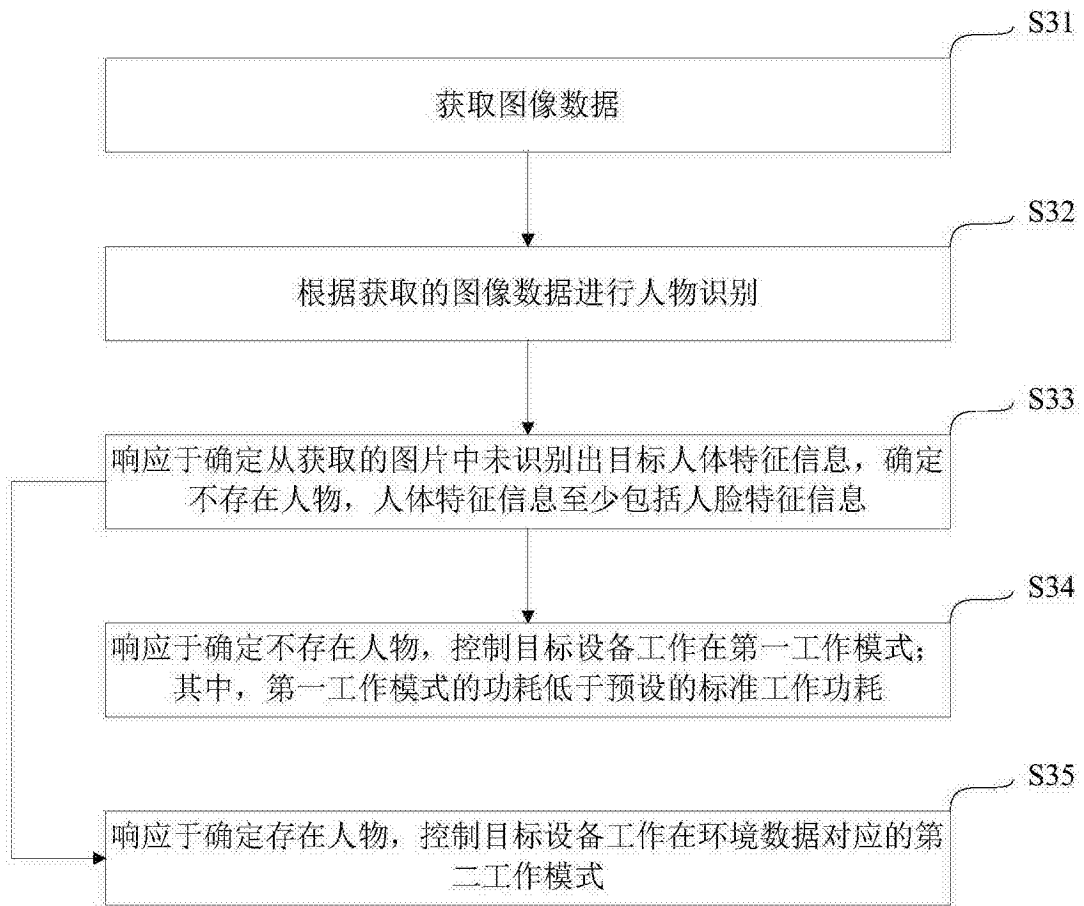 S31
获取图像数据
S32
根据获取的图像数据进行人物识别
S33
响应于确定从获取的图片中未识别出目标人体特征信息，确定
不存在人物，人体特征信息至少包括人脸特征信息
S34
响应于确定不存在人物，控制目标设备工作在第一工作模式；
其中，第一工作模式的功耗低于预设的标准工作功耗
S35
响应于确定存在人物，控制目标设备工作在环境数据对应的第
二工作模式